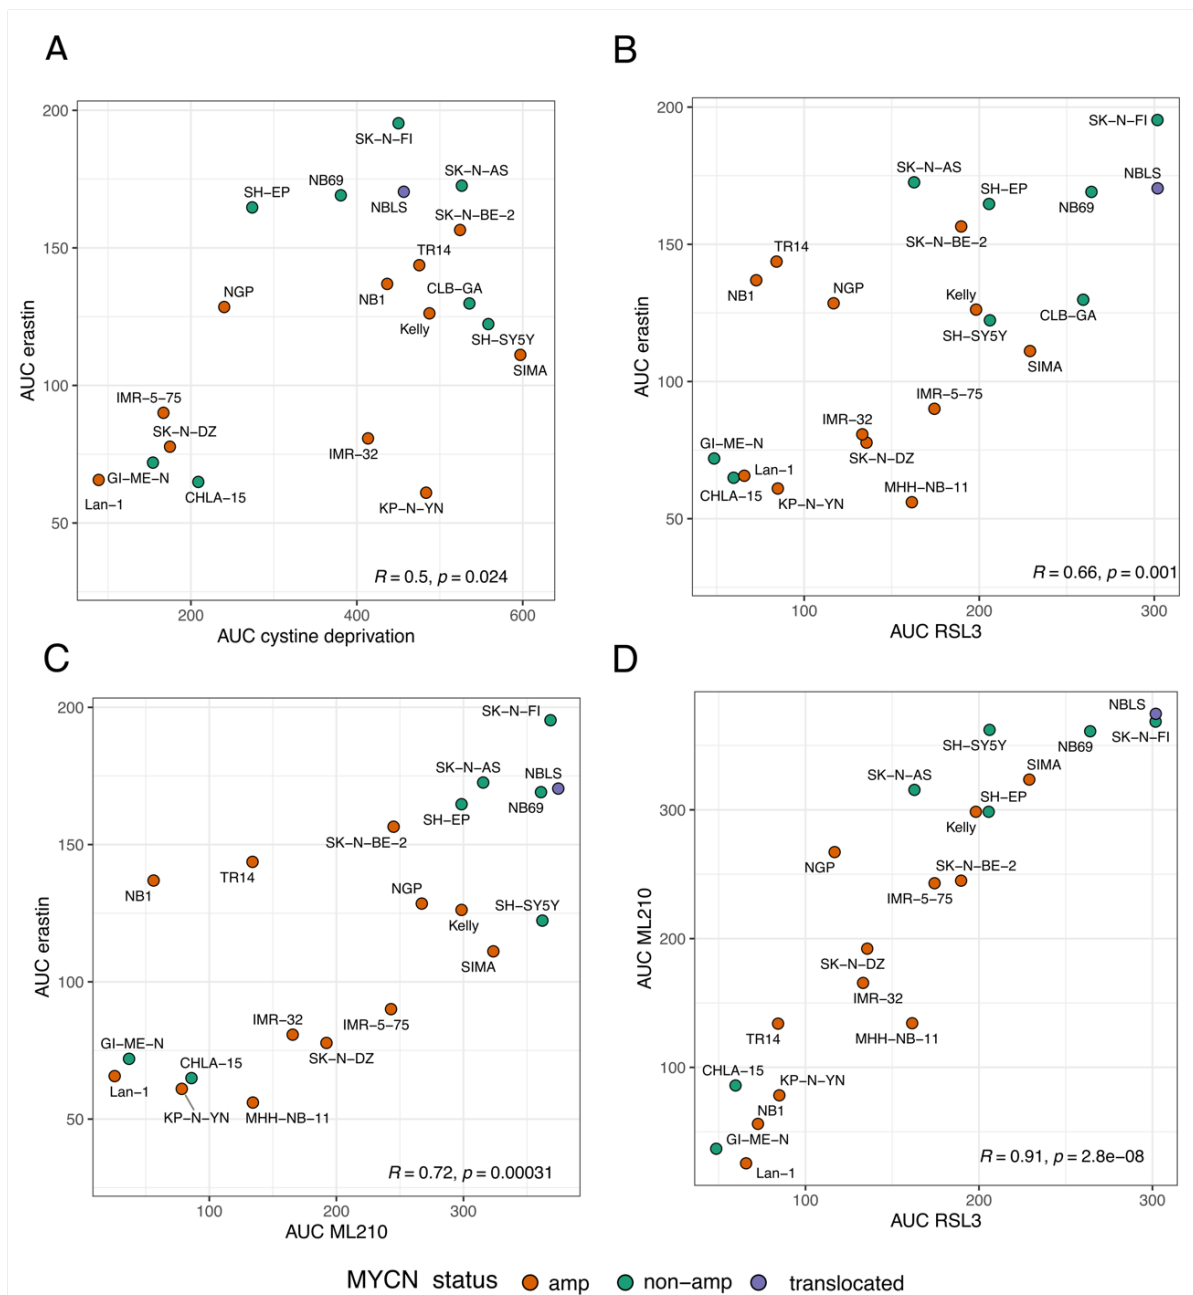 A
200
150
100
50
AUC erastin
SK−N−FI
SK−N−AS
NB69
SH−EP
NBLS
SK−N−BE−2
TR14
NGP
NB1
CLB−GA
Kelly
SH−SY5Y
SIMA
IMR−5−75
SK−N−DZ
IMR−32
GI−ME−N
CHLA−15
Lan−1
KP−N−YN
R = 0.5, p = 0.024
200
400
600
AUC cystine deprivation
B
200
150
100
50
AUC erastin
SK−N−FI
SK−N−AS
NBLS
SH−EP
NB69
SK−N−BE−2
TR14
NB1
NGP
Kelly
CLB−GA
SH−SY5Y
SIMA
IMR−5−75
IMR−32
GI−ME−N
SK−N−DZ
Lan−1
CHLA−15
KP−N−YN
MHH−NB−11
R = 0.66, p = 0.001
100
200
300
AUC RSL3
C
200
150
100
50
AUC erastin
SK−N−FI
SK−N−AS
NBLS
NB69
SH−EP
SK−N−BE−2
TR14
NB1
NGP
SH−SY5Y
Kelly
SIMA
IMR−32
IMR−5−75
GI−ME−N
SK−N−DZ
CHLA−15
Lan−1
KP−N−YN
MHH−NB−11
R = 0.72, p = 0.00031
100
200
300
AUC ML210
D
300
200
100
AUC ML210
NBLS
SK−N−FI
SH−SY5Y
NB69
SIMA
SK−N−AS
SH−EP
Kelly
NGP
SK−N−BE−2
IMR−5−75
SK−N−DZ
IMR−32
TR14
MHH−NB−11
CHLA−15
KP−N−YN
NB1
GI−ME−N
Lan−1
R = 0.91, p = 2.8e−08
100
200
300
AUC RSL3
MYCN status amp non−amp translocated